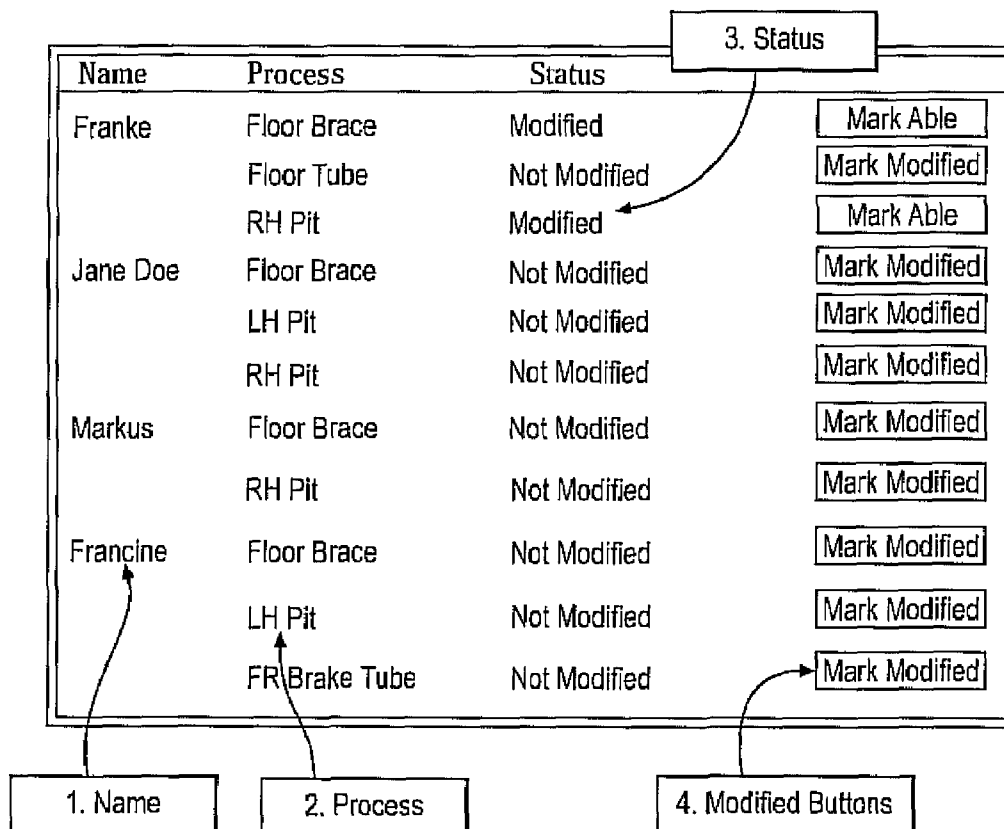 3. Status
Name Process Status
Franke Floor Brace Modified Mark Able
Floor Tube Not Modified Mark Modified
RH Pit Modified Mark Able
Jane Doe Floor Brace Not Modified Mark Modified
LH Pit Not Modified Mark Modified
RH Pit Not Modified Mark Modified
Markus Floor Brace Not Modified Mark Modified
RH Pit Not Modified Mark Modified
Francine Floor Brace Not Modified Mark Modified
LH Pit Not Modified Mark Modified
FR Brake Tube Not Modified Mark Modified
1. Name 2. Process 4. Modified Buttons